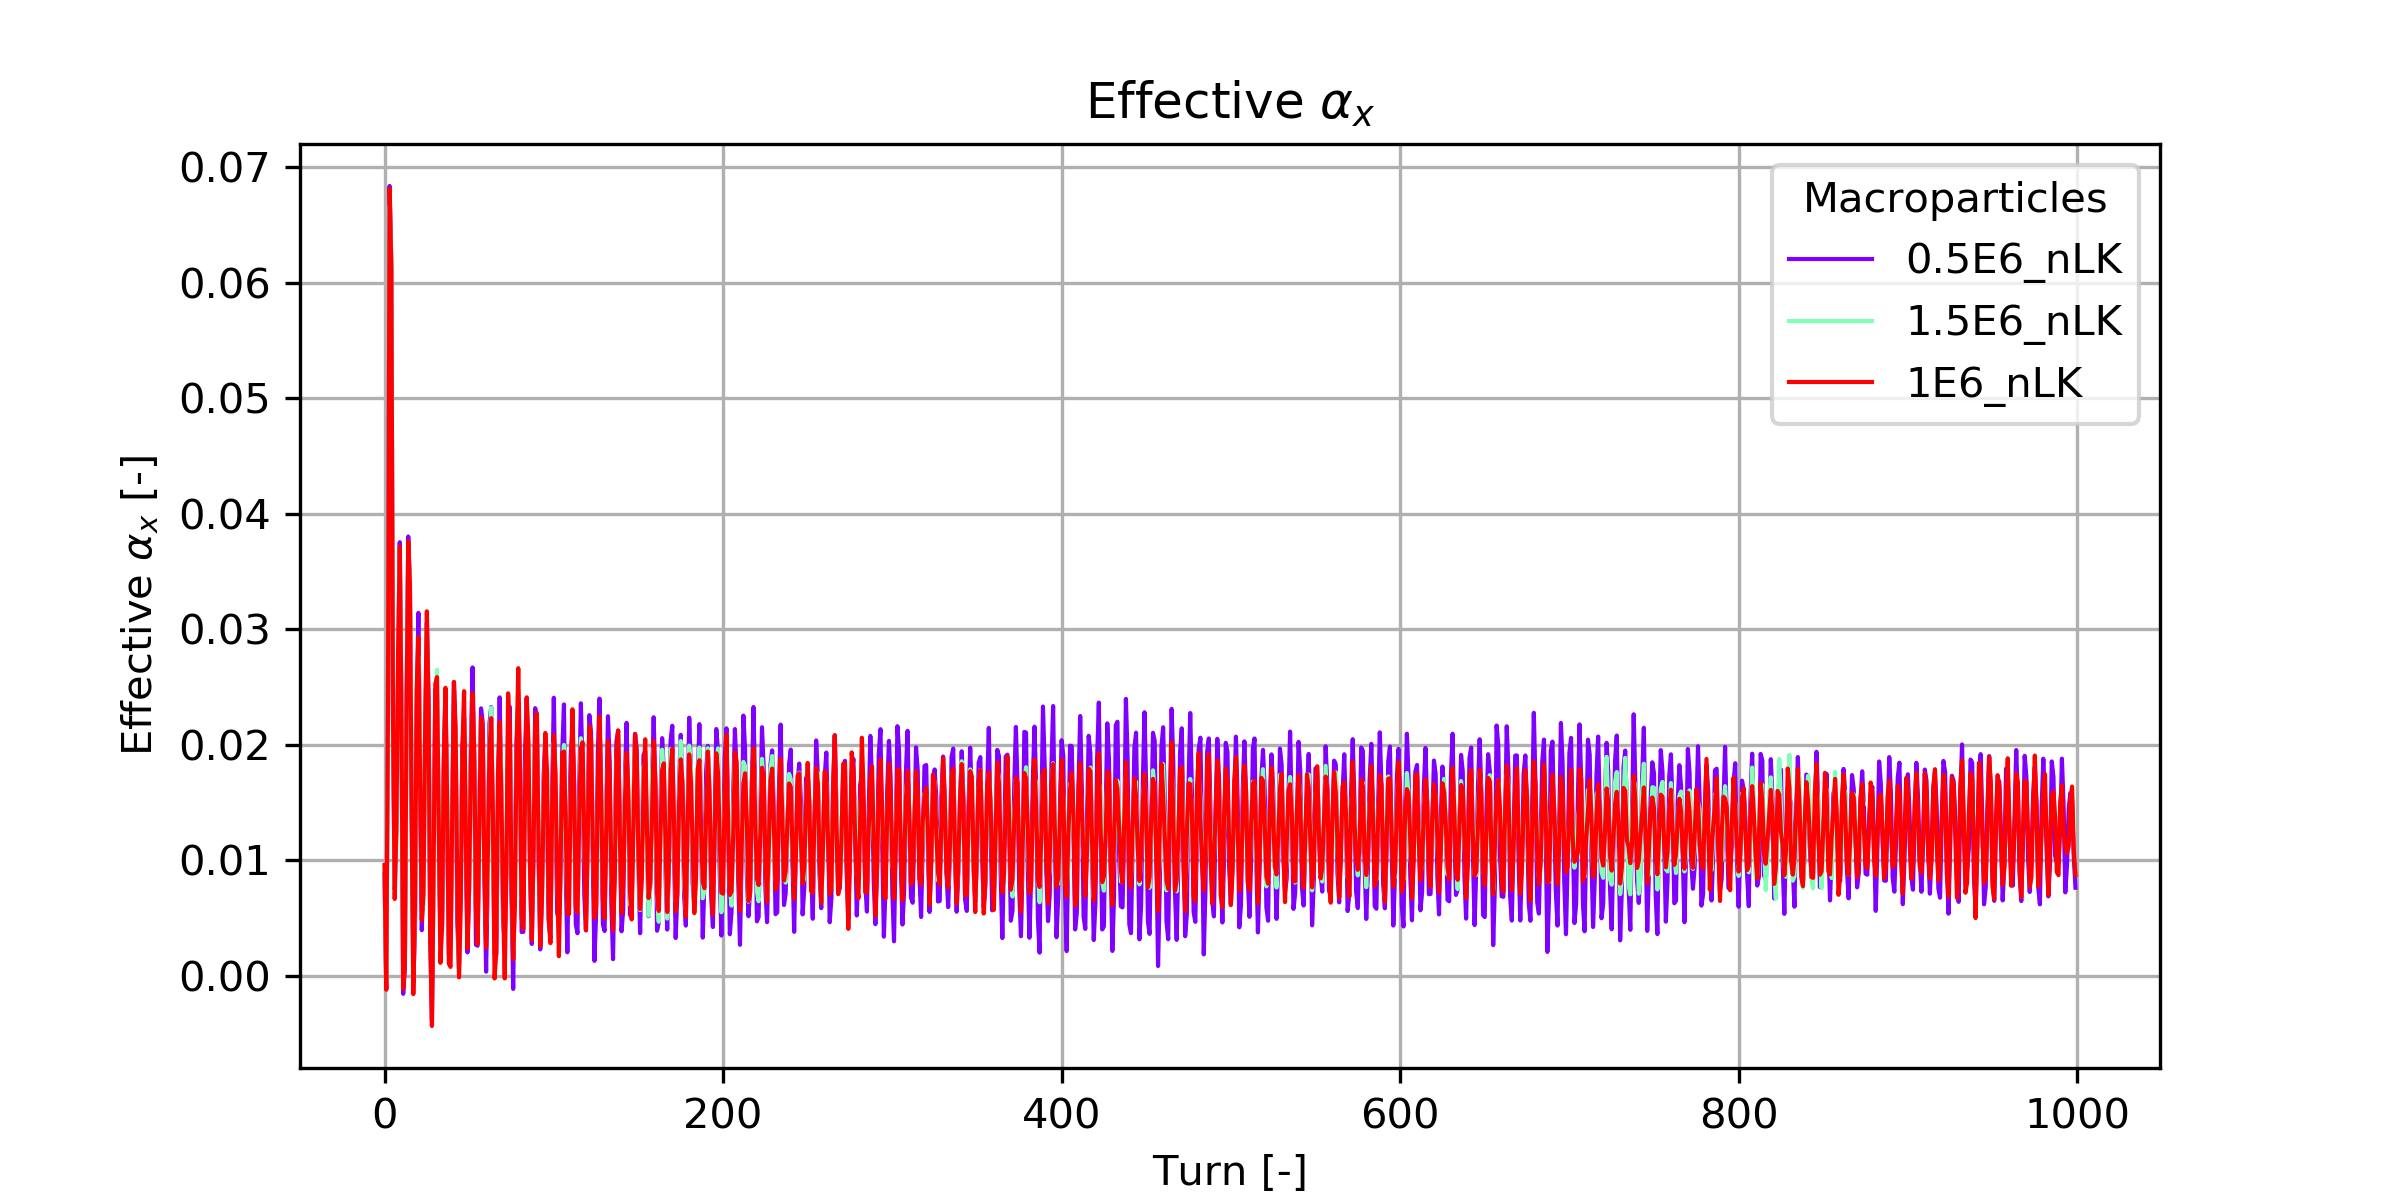 Effective αₓ
Effective αₓ [-]
0.07
0.06
0.05
0.04
0.03
0.02
0.01
0.00
Macroparticles
0.5E6_nLK
1.5E6_nLK
1E6_nLK
0 200 400 600 800 1000
Turn [-]